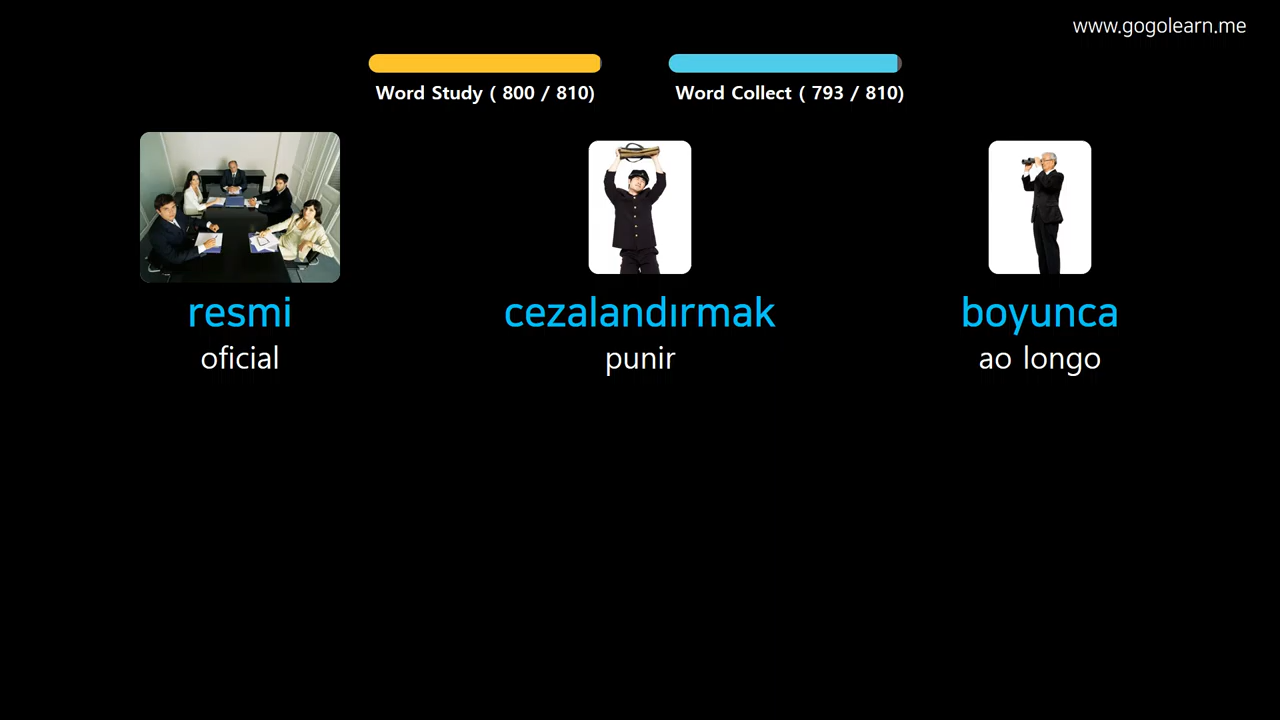 www.gogolearn.me
Word Study ( 800 / 810)
Word Collect ( 793 / 810)
resmi
oficial
cezalandırmak
punir
boyunca
ao longo